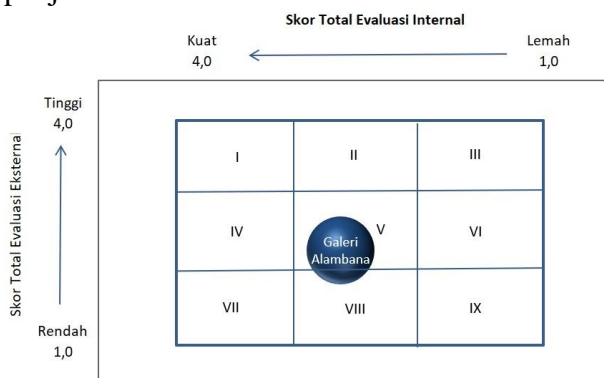 Skor Total Evaluasi Internal
Kuat
4,0
Lemah
1,0
Tinggi
4,0
Skor Total Evaluasi Eksternal
I
II
III
IV
V
VI
Galeri
Alambana
VII
VIII
IX
Rendah
1,0